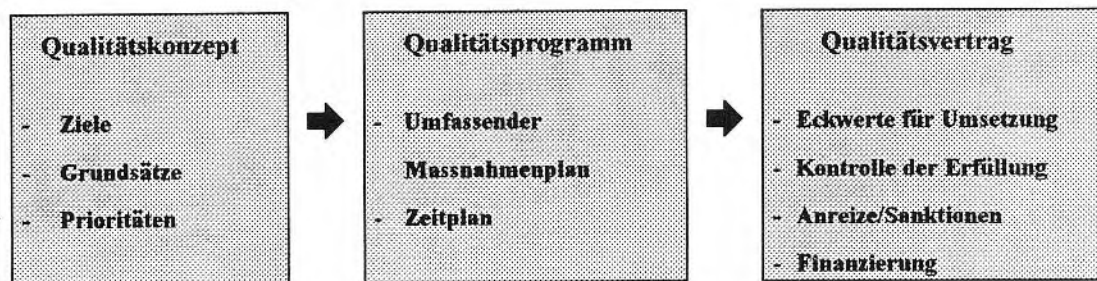 Qualitätskonzept
- Ziele
- Grundsätze
- Prioritäten
Qualitätsprogramm
- Umfassender
Massnahmenplan
- Zeitplan
Qualitätsvertrag
- Eckwerte für Umsetzung
- Kontrolle der Erfüllung
- Anreize/Sanktionen
- Finanzierung